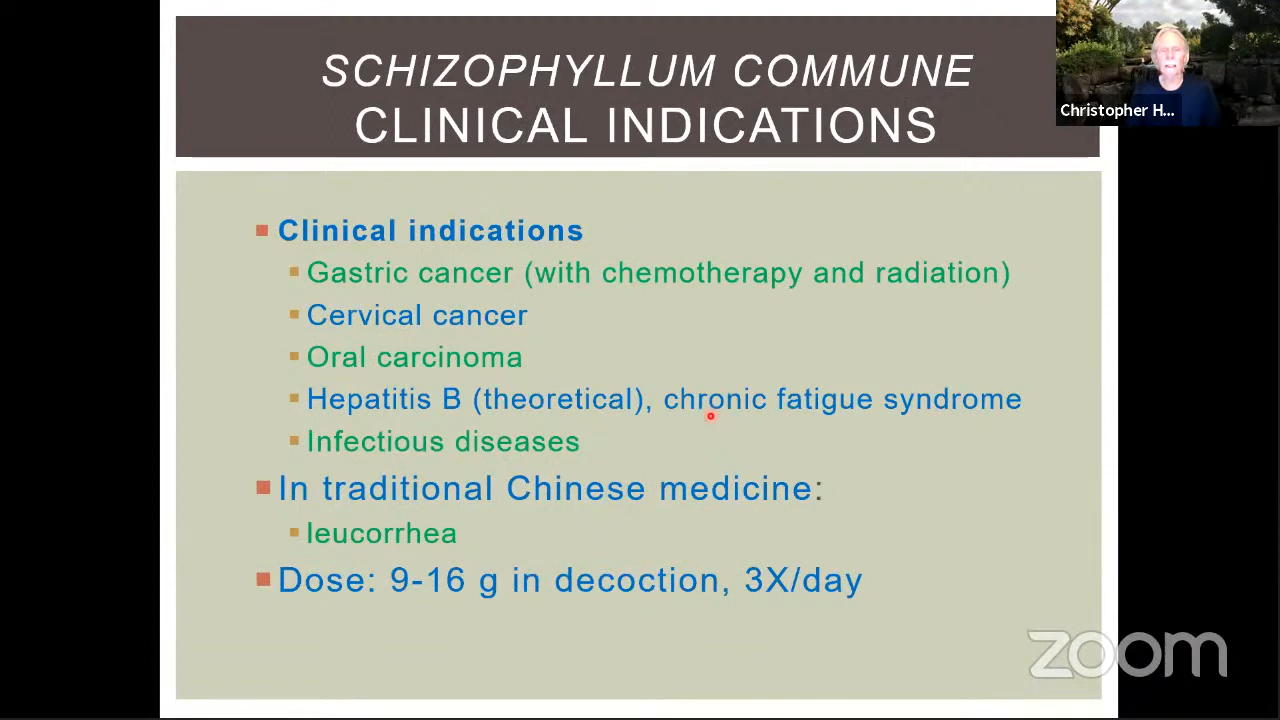 SCHIZOPHYLLUM COMMUNE
CLINICAL INDICATIONS
Christopher H...
Clinical indications
Gastric cancer (with chemotherapy and radiation)
Cervical cancer
Oral carcinoma
Hepatitis B (theoretical), chronic fatigue syndrome
Infectious diseases
In traditional Chinese medicine:
leucorrhea
Dose: 9-16 g in decoction, 3X/day
zoom